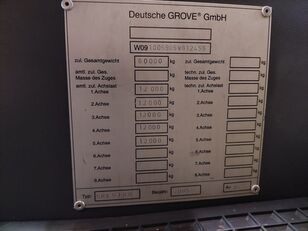 Deutsche GROVE® GmbH
W09
zul. Gesamtgewicht 60000 kg zul. Gesamtgewicht kg
amtl. zul. Ges. Masse des Zuges kg techn. zul. Ges. Masse des Zuges kg
amtl. zul. Achslast techn. zul. Achslast
1.Achse 12000 kg 1.Achse kg
2.Achse 12000 kg 2.Achse kg
3.Achse 12000 kg 3.Achse kg
4.Achse 12000 kg 4.Achse kg
5.Achse 12000 kg 5.Achse kg
6.Achse kg 6.Achse kg
7.Achse kg 7.Achse kg
8.Achse kg 8.Achse kg
Typ: Baujahr: